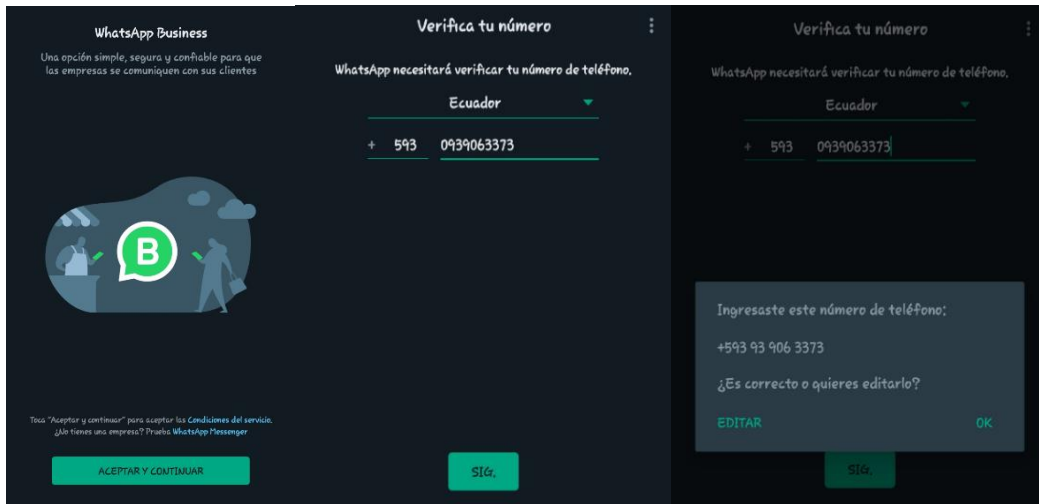 WhatsApp Business
Una opción simple, segura y confiable para que
las empresas se comuniquen con sus clientes
B
Toca "Aceptar y continuar" para aceptar las Condiciones del servicio.
¿No tienes una empresa? Prueba WhatsApp Messenger
ACEPTAR Y CONTINUAR
Verifica tu número
WhatsApp necesitará verificar tu número de teléfono.
Ecuador
+ 593 0939063373
SIG.
Verifica tu número
WhatsApp necesitará verificar tu número de teléfono.
Ecuador
+ 593 0939063373
Ingresaste este número de teléfono:
+593 93 906 3373
¿Es correcto o quieres editarlo?
EDITAR OK
SIG.